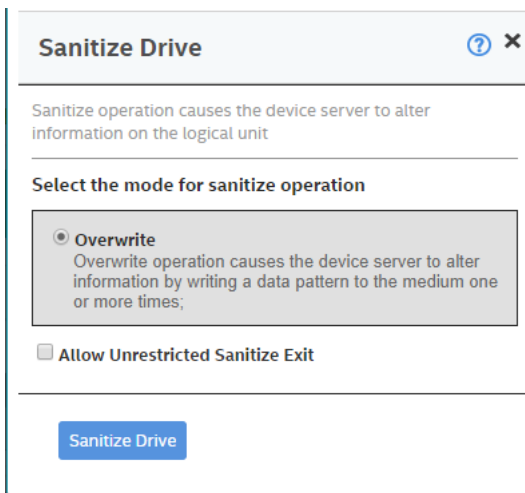 Sanitize Drive
Sanitize operation causes the device server to alter
information on the logical unit
Select the mode for sanitize operation
Overwrite
Overwrite operation causes the device server to alter
information by writing a data pattern to the medium one
or more times;
Allow Unrestricted Sanitize Exit
Sanitize Drive